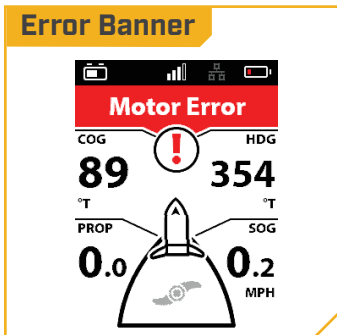 Error Banner
Motor Error
!
COG HDG
89 354
°T °T
PROP SOG
0.0 0.2
MPH